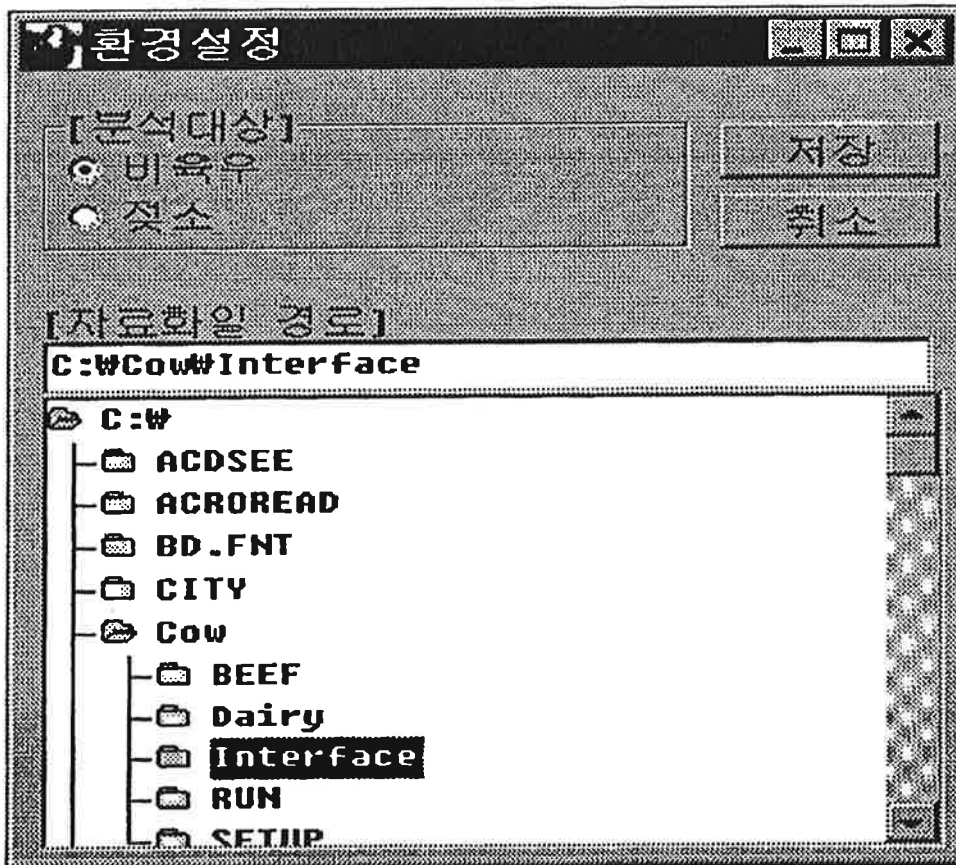 환경설정
[분석대상]
비육우
젖소
저장
취소
[자료화일 경로]
C:₩Cow₩Interface
C:₩
ACDSEE
ACROREAD
BD.FNT
CITY
Cow
BEEF
Dairy
Interface
RUN
SETUP